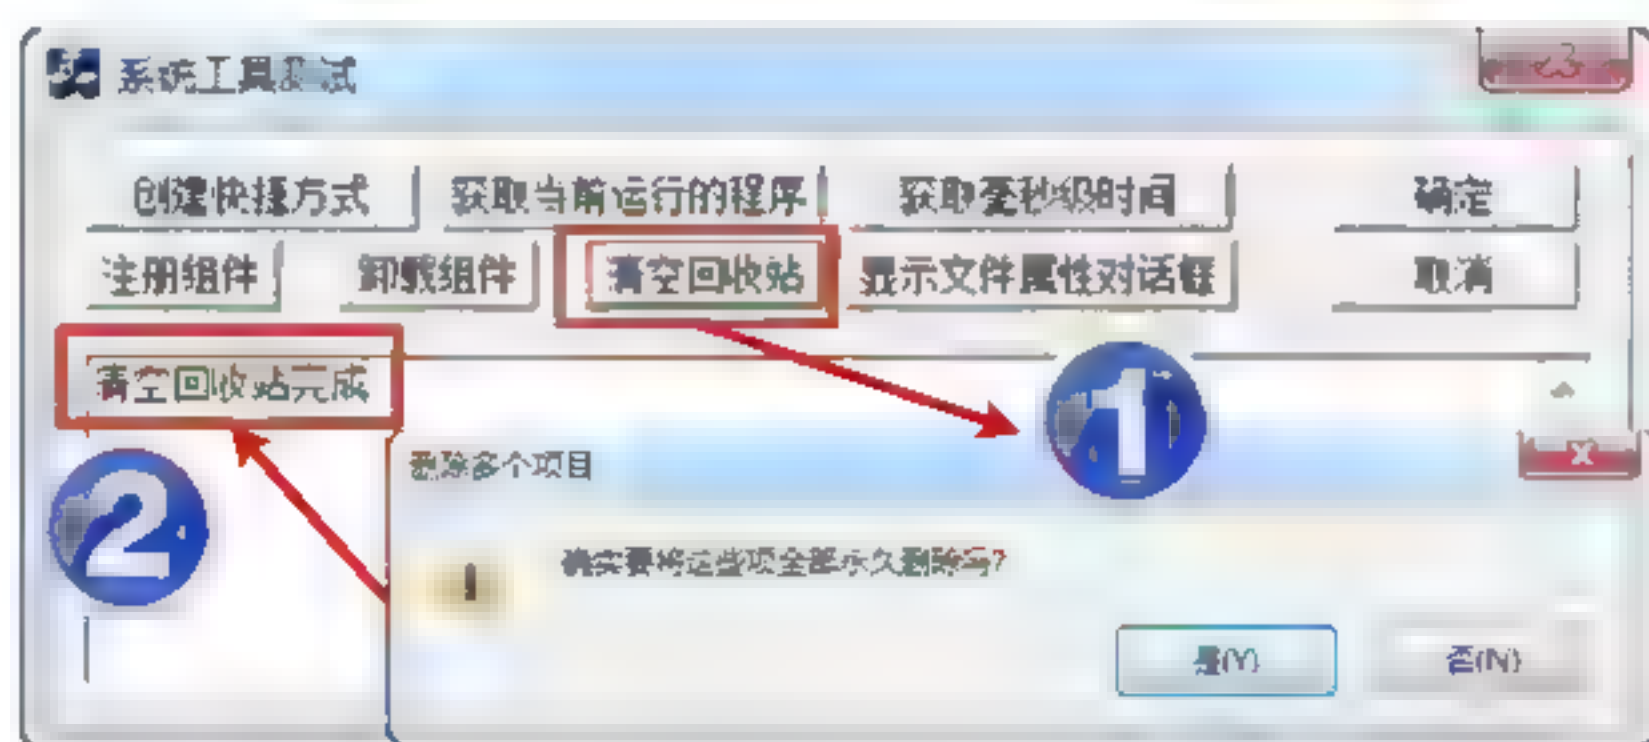 系统工具测试
创建快捷方式 获取当前运行的程序 获取毫秒级时间 确定
注册组件 卸载组件 清空回收站 显示文件属性对话框 取消
清空回收站完成
1
删除多个项目
2
确实要将这些项全部永久删除吗?
是(Y) 否(N)